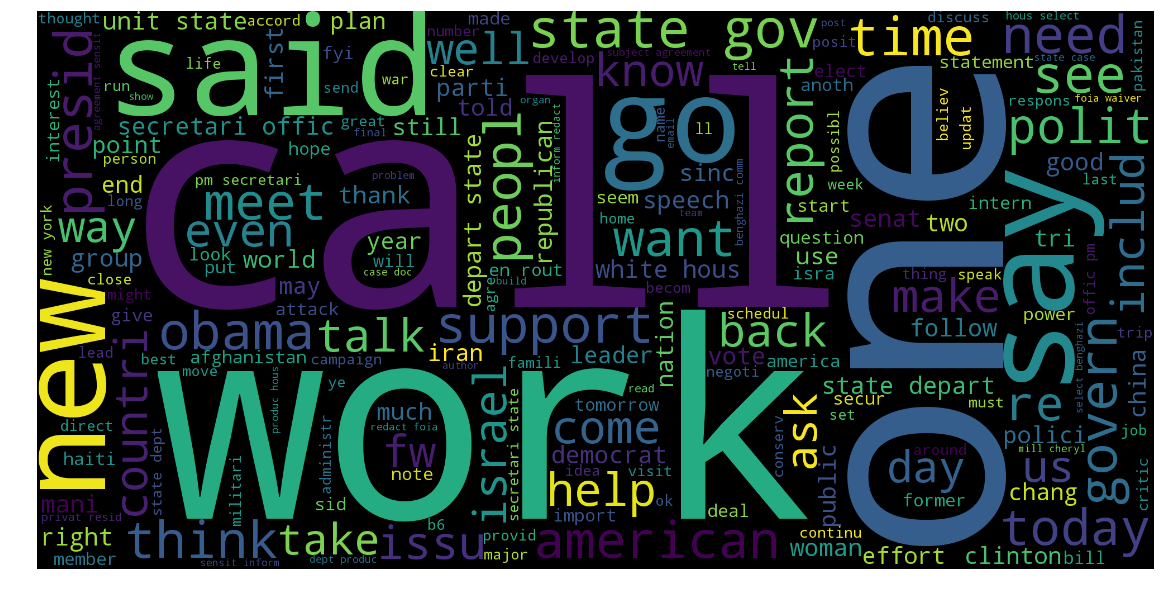 thought
unit state
accord
plan
made
number
state gov
subject agreement
time
discuss
hous select
need
said
call
work
one
say
go
new
presid
agreement sensit
interest
run
show
life
first
fyi
send
war
well
clear
parti
told
develop
know
tell
post
posit
elect
anoth
statement
state case
pakistan
see
secretari offic
great
final
still
organ
ll
report
believ
updat
respons
foia waiver
polit
point
person
hope
pm secretari
peopl
republican
inform redact
name
email
sinc
benghazi comm
possibl
good
last
end
long
meet
problem
thank
depart state
seem
speech
team
week
start
intern
includ
way
even
year
will
home
want
senat
two
tri
new york
group
look
put
world
case doc
en rout
agre
build
white hous
becom
question
use
isra
thing
speak
offic pm
close
might
give
may
attack
make
power
trip
countri
obama
talk
support
schedul
back
follow
govern
select benghazi
china
lead
best
afghanistan
campaign
iran
author
famili
leader
nation
vote
negoti
america
move
ye
israel
read
state depart
direct
produc hous
much
redact foia
fw
note
tomorrow
come
democrat
secur
set
must
re
job
haiti
state dept
militari
administr
secretari state
idea
visit
conserv
ask
public
polici
mill cheryl
critic
mani
privat resid
sid
b6
help
import
ok
deal
day
around
former
us
chang
right
member
think
sensit inform
take
dept produc
issu
provid
major
american
continu
woman
effort
clinton
bill
today